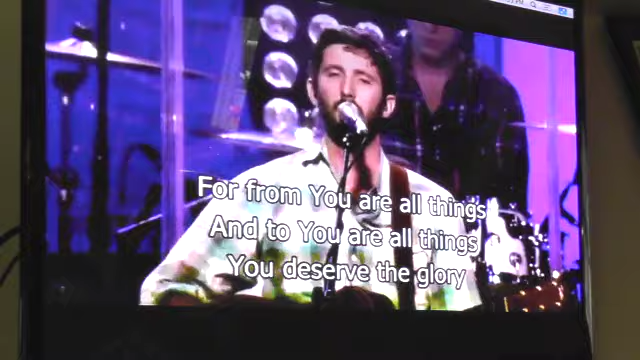 For from You are all things
And to You are all things
You deserve the glory